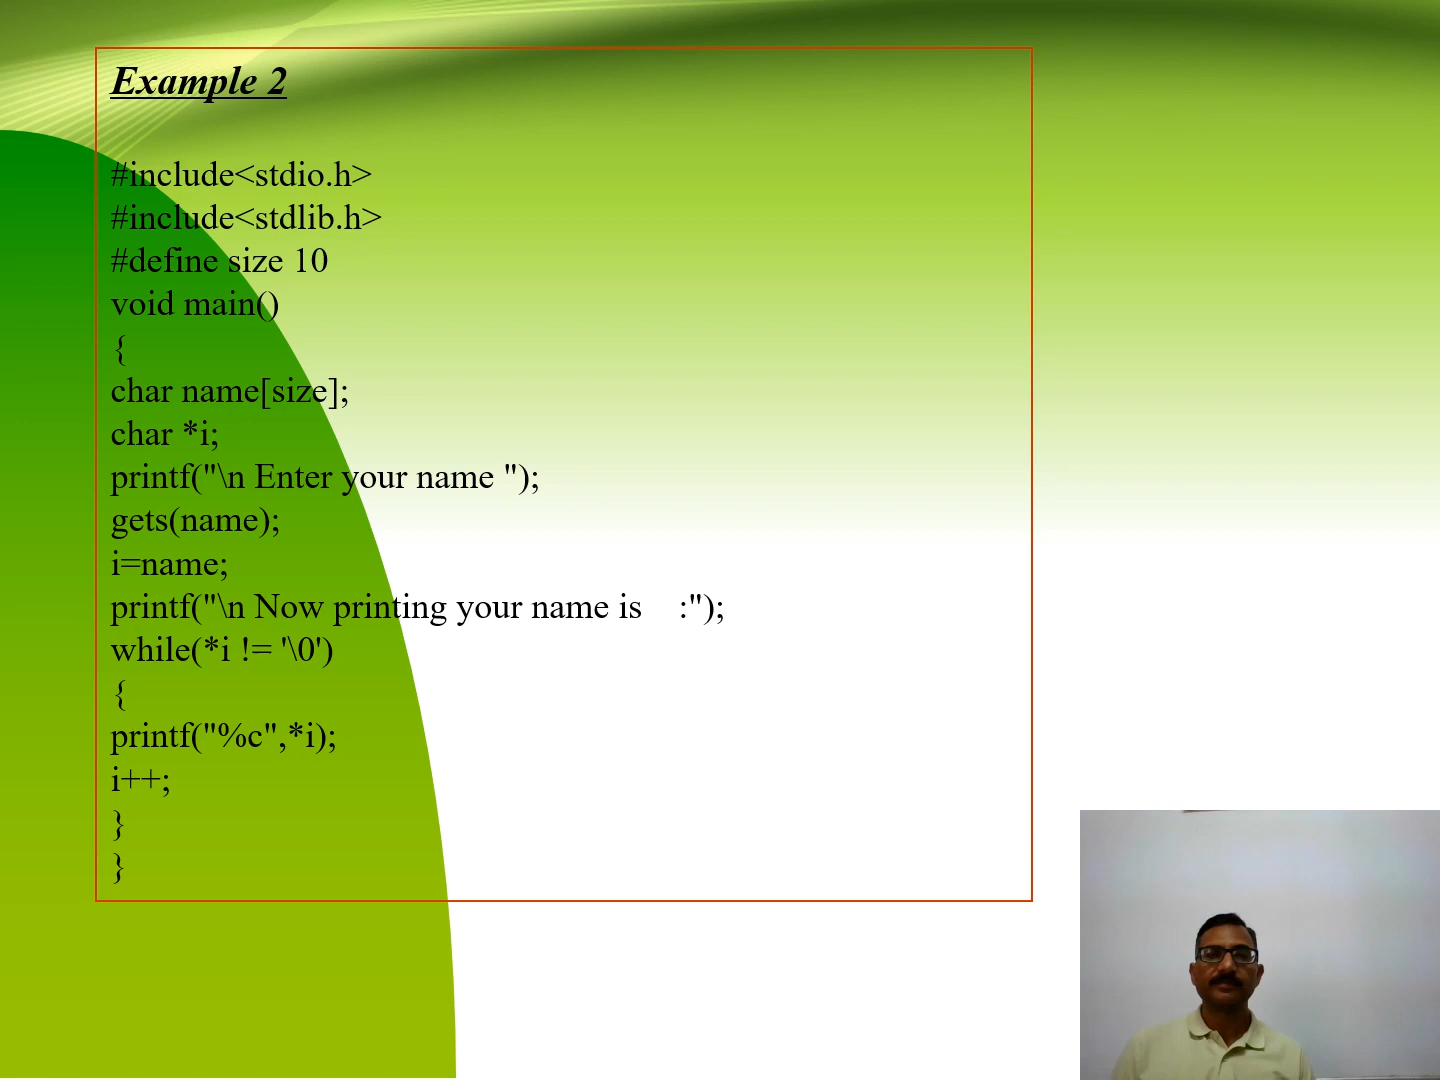 Example 2
#include<stdio.h>
#include<stdlib.h>
#define size 10
void main()
{
char name[size];
char *i;
printf("\n Enter your name ");
gets(name);
i=name;
printf("\n Now printing your name is    :");
while(*i != '\0')
{
printf("%c",*i);
i++;
}
}